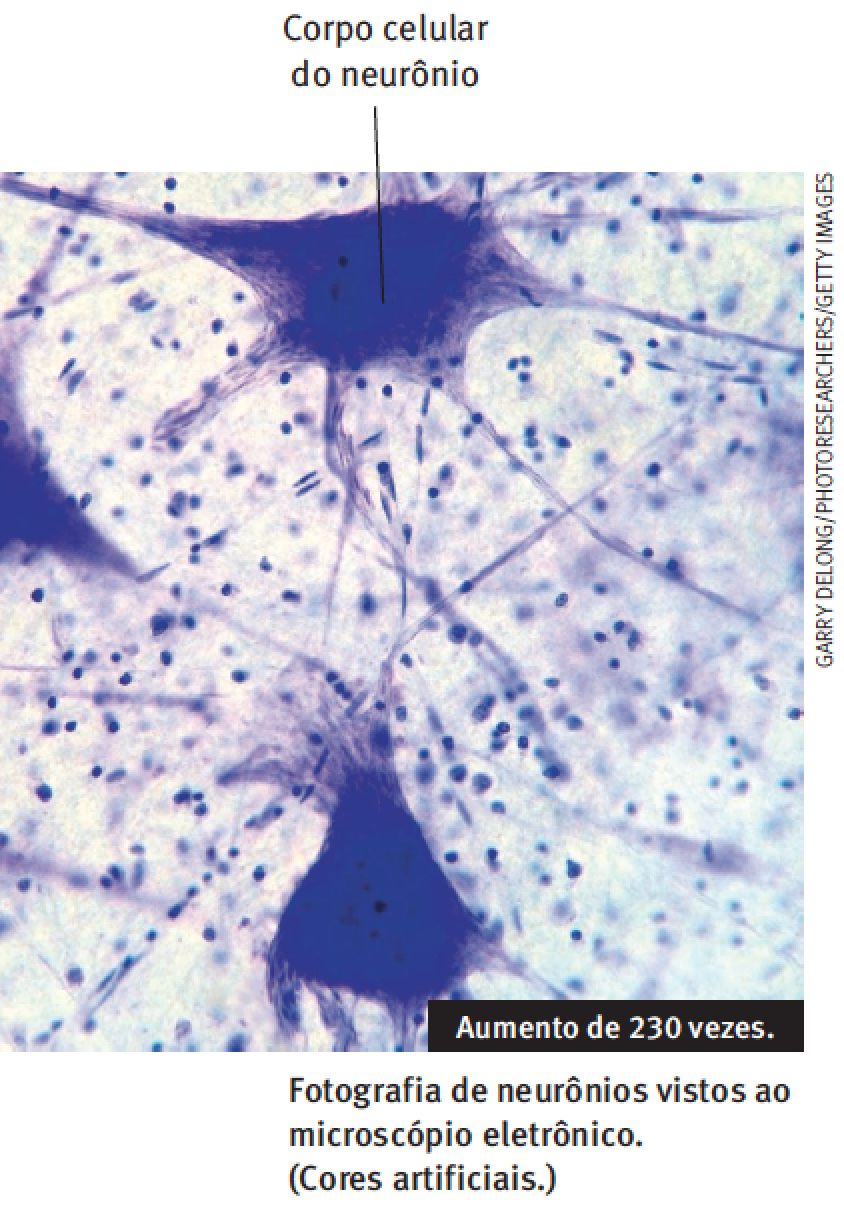 Corpo celular
do neurônio
GARRY DELONG/PHOTORESEARCHERS/GETTY IMAGES
Aumento de 230 vezes.
Fotografia de neurônios vistos ao
microscópio eletrônico.
(Cores artificiais.)